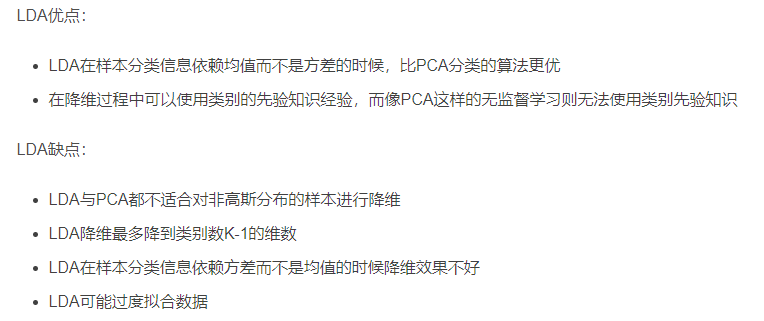 LDA优点：
LDA在样本分类信息依赖均值而不是方差的时候，比PCA分类的算法更优
在降维过程中可以使用类别的先验知识经验，而像PCA这样的无监督学习则无法使用类别先验知识
LDA缺点：
LDA与PCA都不适合对非高斯分布的样本进行降维
LDA降维最多降到类别数K-1的维数
LDA在样本分类信息依赖方差而不是均值的时候降维效果不好
LDA可能过度拟合数据